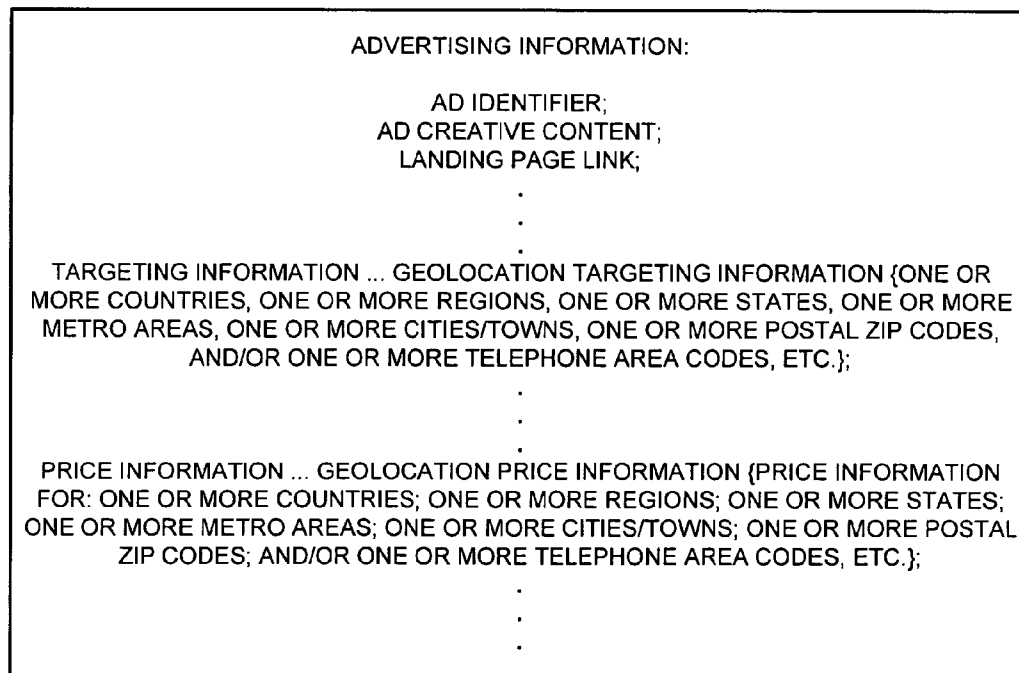 ADVERTISING INFORMATION:
AD IDENTIFIER;
AD CREATIVE CONTENT;
LANDING PAGE LINK;
.
.
.
TARGETING INFORMATION ... GEOLOCATION TARGETING INFORMATION {ONE OR
MORE COUNTRIES, ONE OR MORE REGIONS, ONE OR MORE STATES, ONE OR MORE
METRO AREAS, ONE OR MORE CITIES/TOWNS, ONE OR MORE POSTAL ZIP CODES,
AND/OR ONE OR MORE TELEPHONE AREA CODES, ETC.};
.
.
.
PRICE INFORMATION ... GEOLOCATION PRICE INFORMATION {PRICE INFORMATION
FOR: ONE OR MORE COUNTRIES; ONE OR MORE REGIONS; ONE OR MORE STATES;
ONE OR MORE METRO AREAS; ONE OR MORE CITIES/TOWNS; ONE OR MORE POSTAL
ZIP CODES; AND/OR ONE OR MORE TELEPHONE AREA CODES, ETC.};
.
.
.